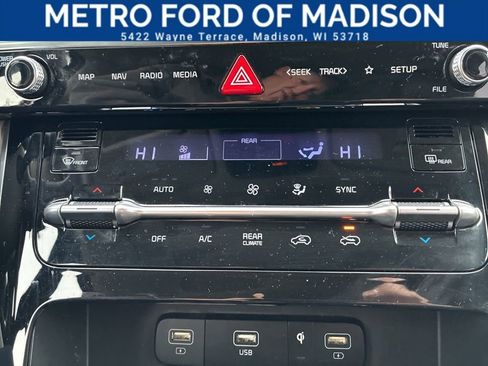 METRO FORD OF MADISON
5422 Wayne Terrace, Madison, WI 53718
VOL
MAP NAV RADIO MEDIA
SEEK TRACK SETUP
TUNE
FILE
HI REAR HI
FRONT REAR
AUTO SYNC
OFF A/C REAR CLIMATE
USB